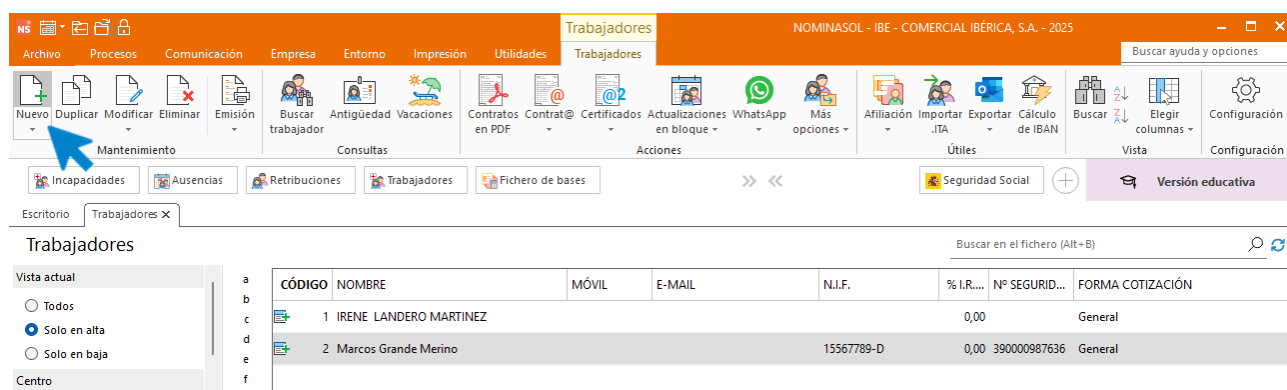 NS
Trabajadores
NOMINASOL - IBE - COMERCIAL IBÉRICA, S.A. - 2025
Archivo Procesos Comunicación Empresa Entorno Impresión Utilidades Trabajadores
Buscar ayuda y opciones
Nuevo Duplicar Modificar Eliminar Emisión Buscar trabajador Antigüedad Vacaciones Contratos en PDF Contrat@ Certificados Actualizaciones en bloque WhatsApp Más opciones Afiliación Importar .ITA Exportar Cálculo de IBAN Buscar Elegir columnas Configuración
Mantenimiento Consultas Acciones Útiles Vista Configuración
Incapacidades Ausencias Retribuciones Trabajadores Fichero de bases Seguridad Social Versión educativa
Escritorio Trabajadores
Trabajadores
Buscar en el fichero (Alt+B)
Vista actual
Todos
Solo en alta
Solo en baja
Centro
a
b
c
d
e
f
CÓDIGO NOMBRE MÓVIL E-MAIL N.I.F. % I.R.... Nº SEGURID... FORMA COTIZACIÓN
1 IRENE LANDERO MARTINEZ 0,00 General
2 Marcos Grande Merino 15567789-D 0,00 390000987636 General